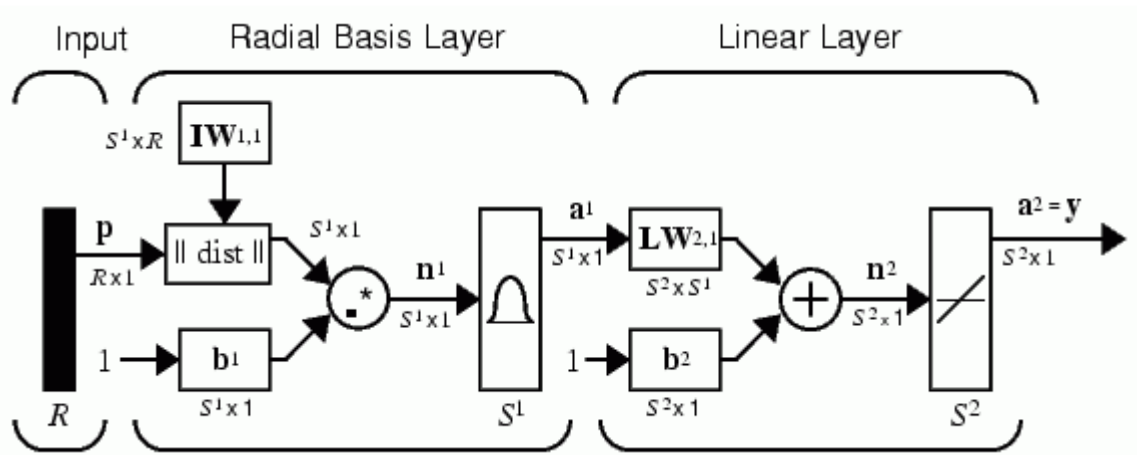 Input
Radial Basis Layer
Linear Layer
S¹xR
IW1,1
p
Rx1
|| dist ||
S¹x1
.*
n¹
S¹x1
1
b¹
S¹x1
R
S¹
a¹
S¹x1
LW2,1
S²xS¹
1
b²
S²x1
+
n²
S²x1
S²
a² = y
S²x1